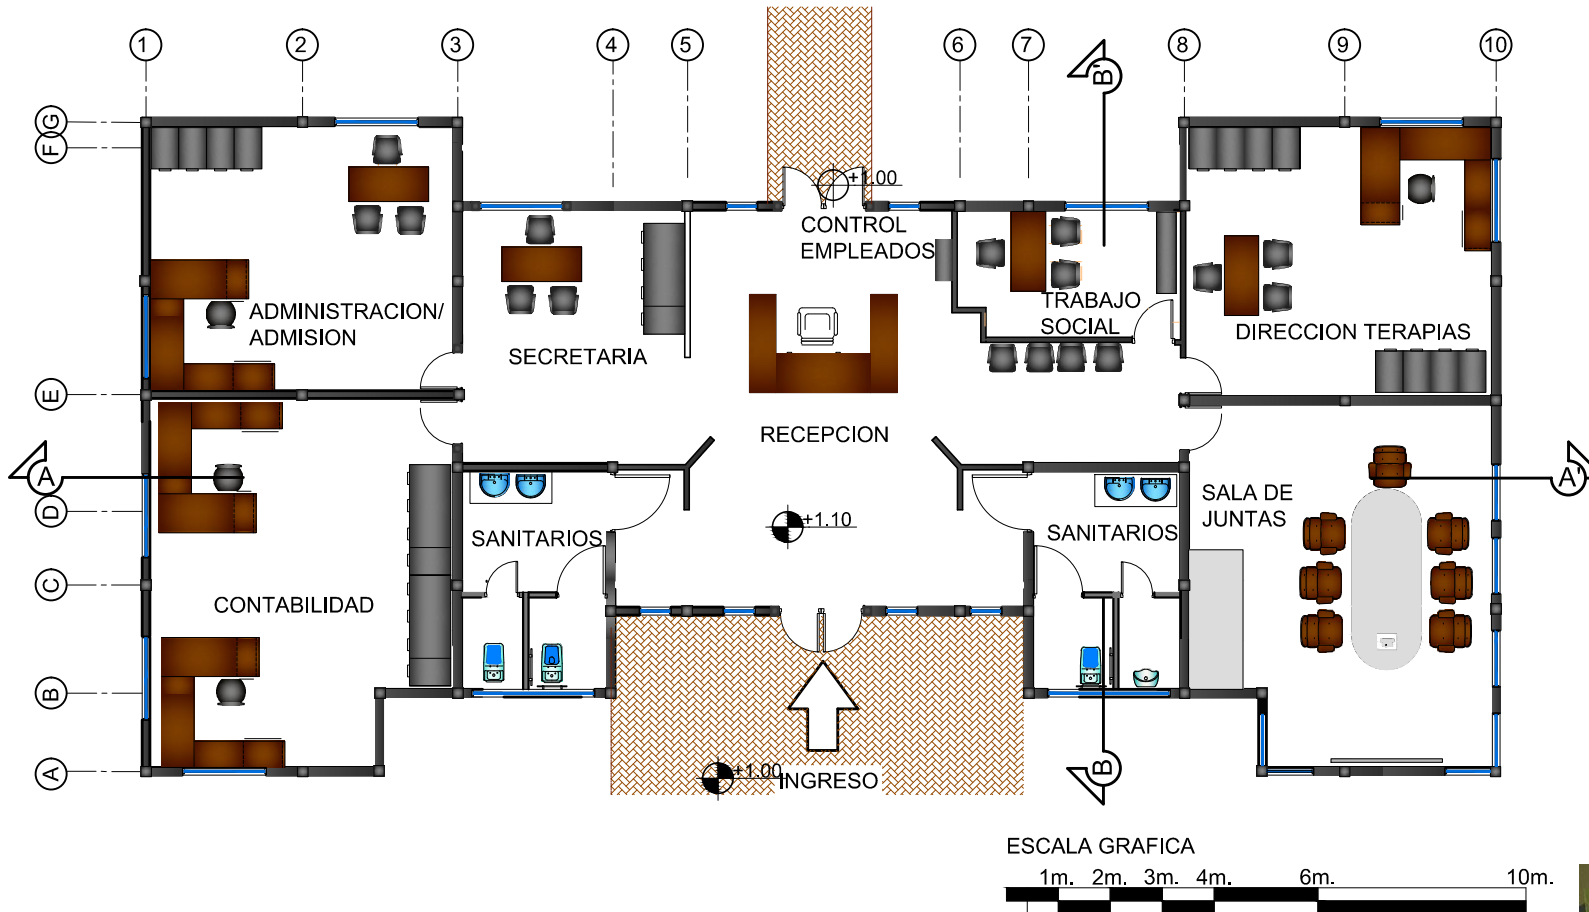 1 2 3 4 5 6 7 8 9 10
B'
G
F
+1.00
CONTROL
EMPLEADOS
TRABAJO
SOCIAL
ADMINISTRACION/
ADMISION
SECRETARIA
DIRECCION TERAPIAS
E
RECEPCION
A
A'
SALA DE
JUNTAS
D
+1.10
SANITARIOS
SANITARIOS
C
CONTABILIDAD
B
A
+1.00
INGRESO
B
ESCALA GRAFICA
1m. 2m. 3m. 4m. 6m. 10m.